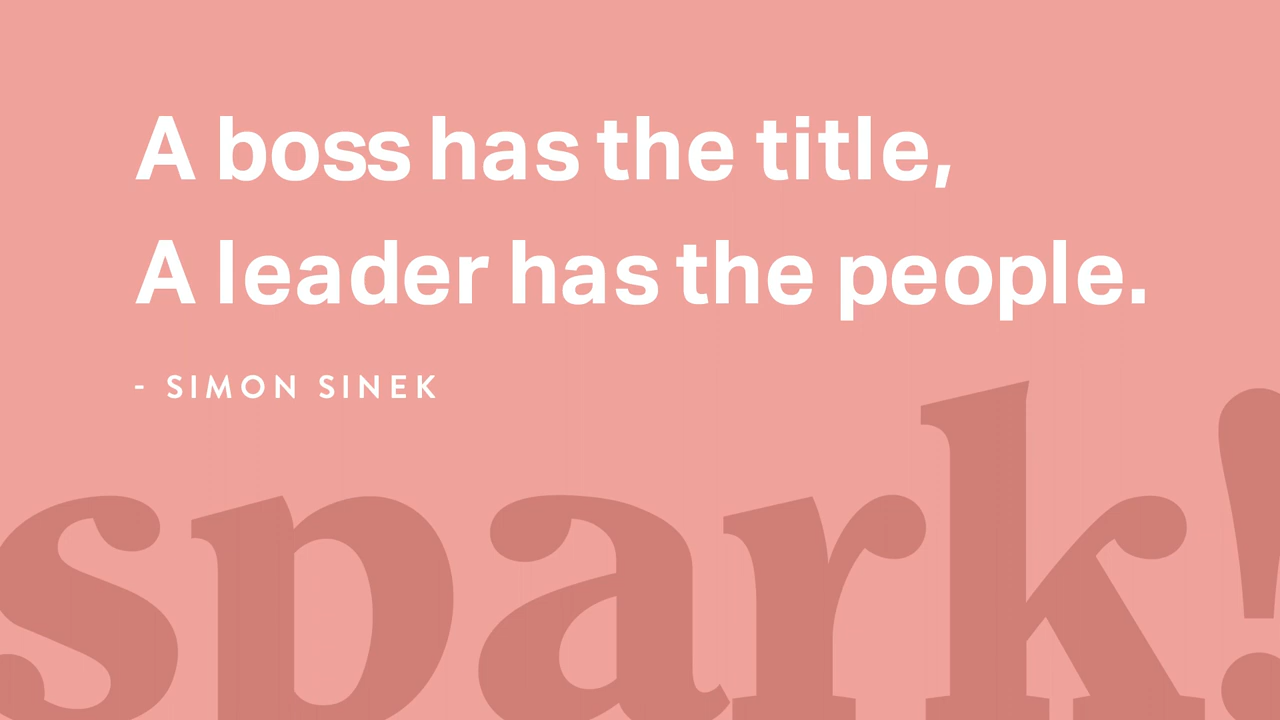 A boss has the title,
A leader has the people.
- SIMON SINEK
spark!